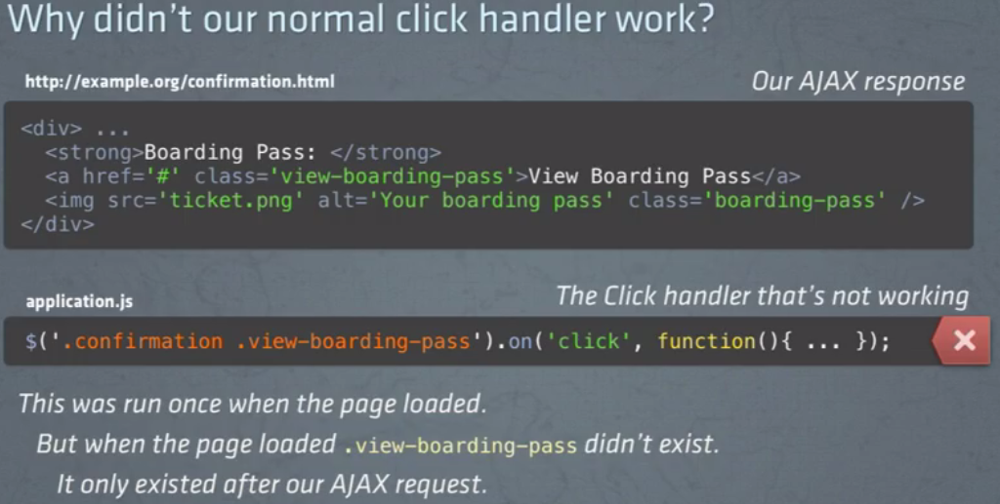 Why didn't our normal click handler work?
http://example.org/confirmation.html
Our AJAX response
<div> ...
<strong>Boarding Pass: </strong>
<a href='#' class='view-boarding-pass'>View Boarding Pass</a>
<img src='ticket.png' alt='Your boarding pass' class='boarding-pass' />
</div>
application.js
The Click handler that's not working
$('.confirmation .view-boarding-pass').on('click', function(){ ... });
This was run once when the page loaded.
But when the page loaded .view-boarding-pass didn't exist.
It only existed after our AJAX request.